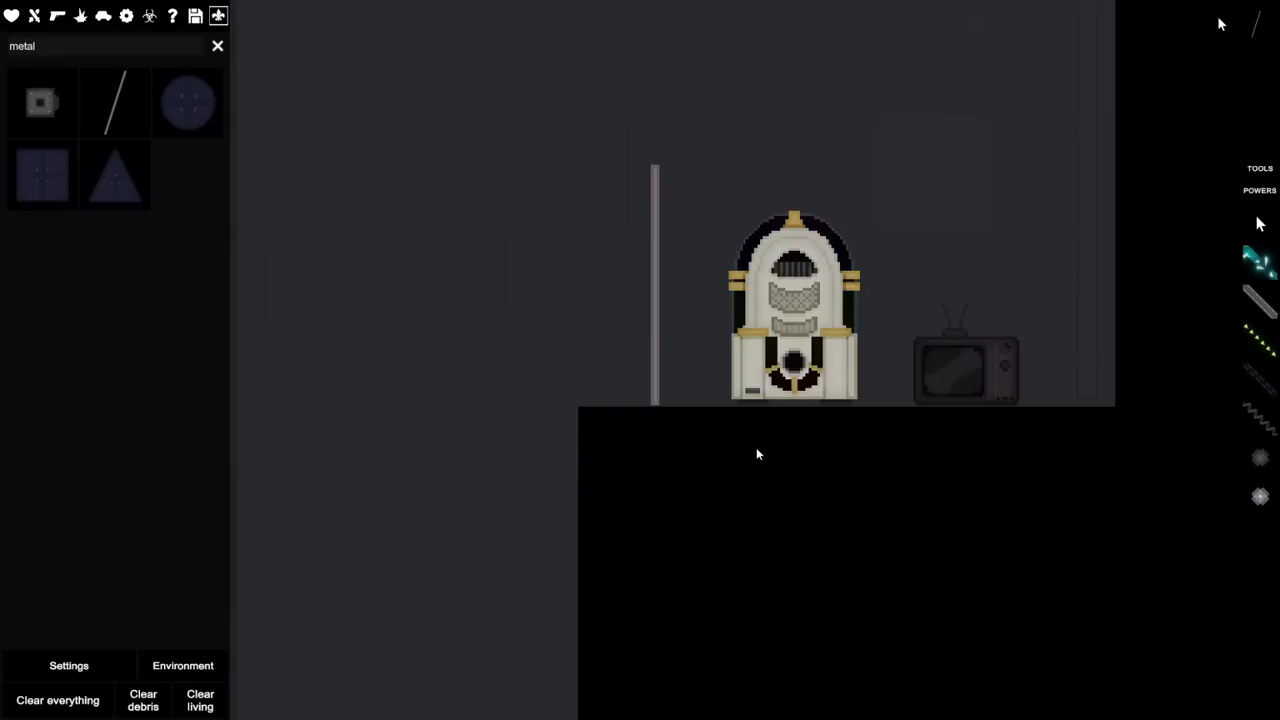 ?
metal
TOOLS
POWERS
Settings
Environment
Clear everything
Clear debris
Clear living